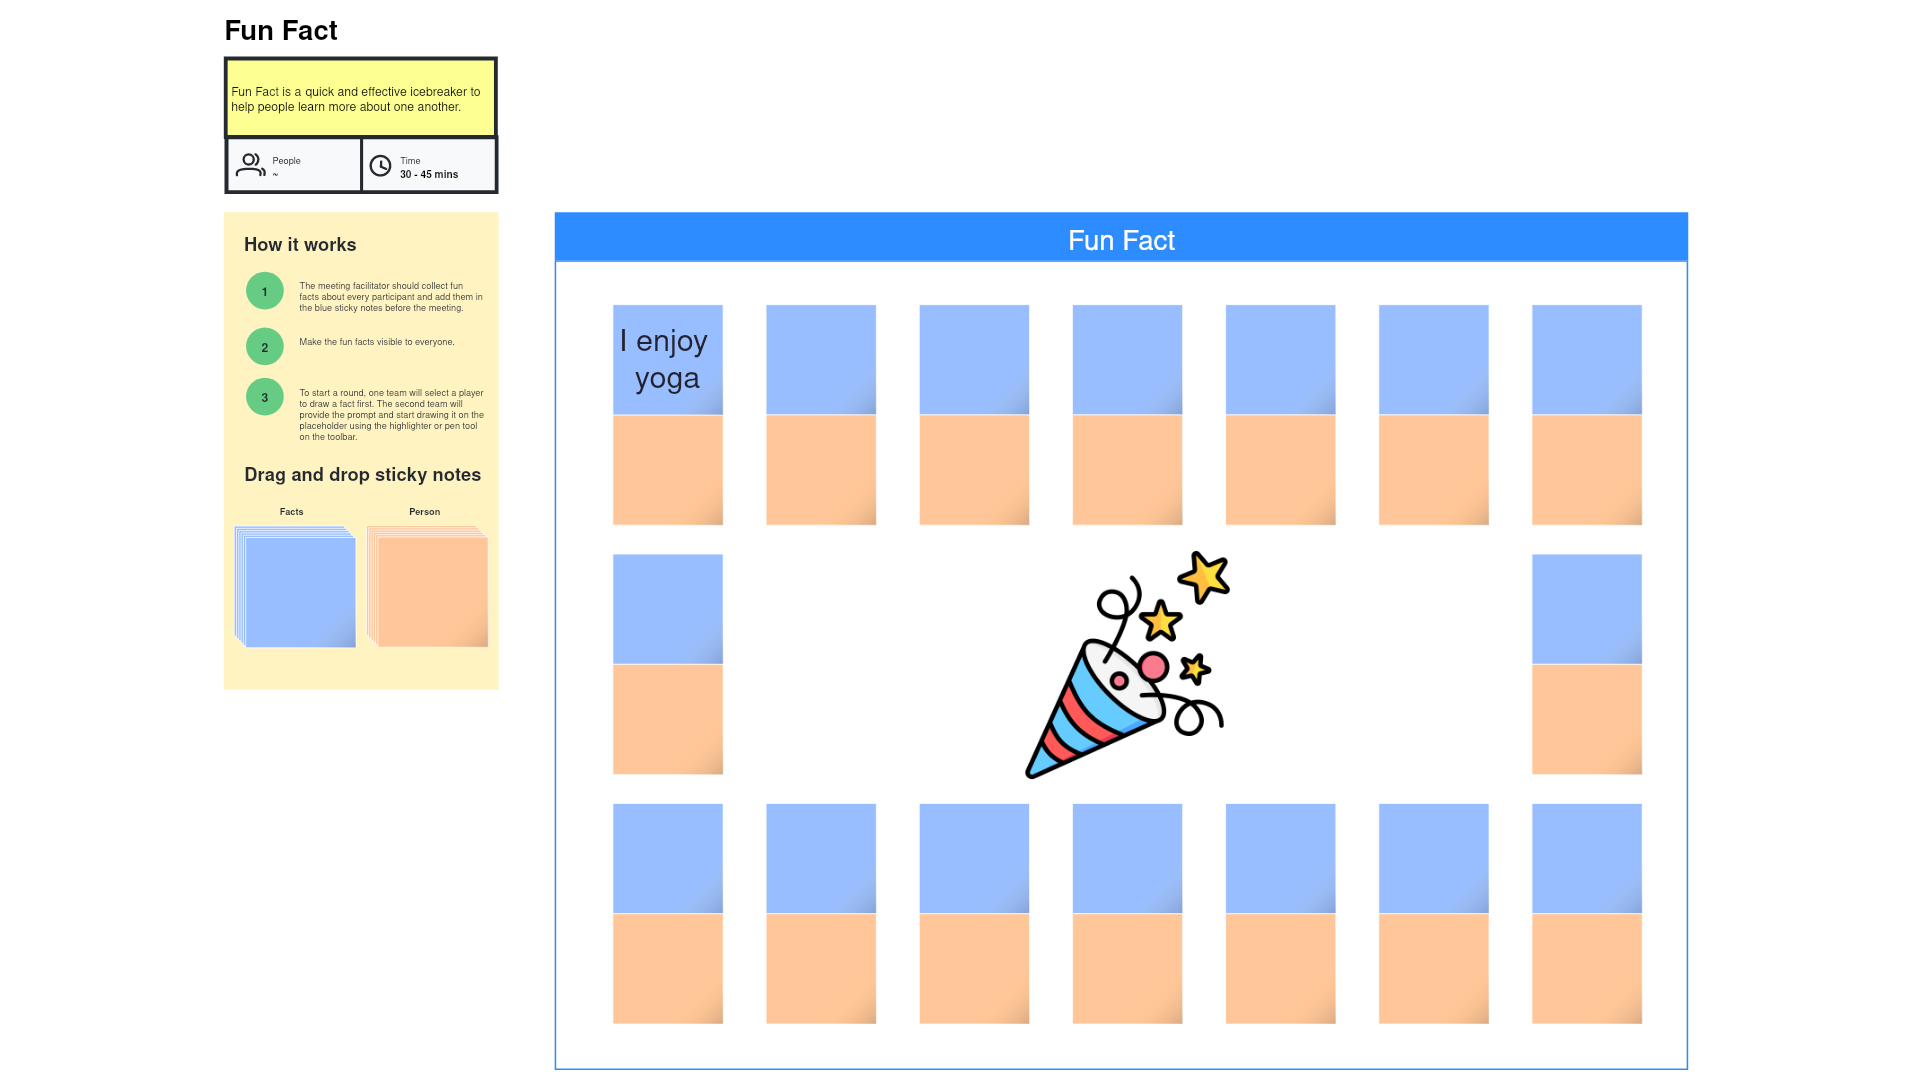 Fun Fact
Fun Fact is a quick and effective icebreaker to
help people learn more about one another.
People
~
Time
30 - 45 mins
How it works
1
The meeting facilitator should collect fun
facts about every participant and add them in
the blue sticky notes before the meeting.
2
Make the fun facts visible to everyone.
3
To start a round, one team will select a player
to draw a fact first. The second team will
provide the prompt and start drawing it on the
placeholder using the highlighter or pen tool
on the toolbar.
Drag and drop sticky notes
Facts
Person
Fun Fact
I enjoy
yoga